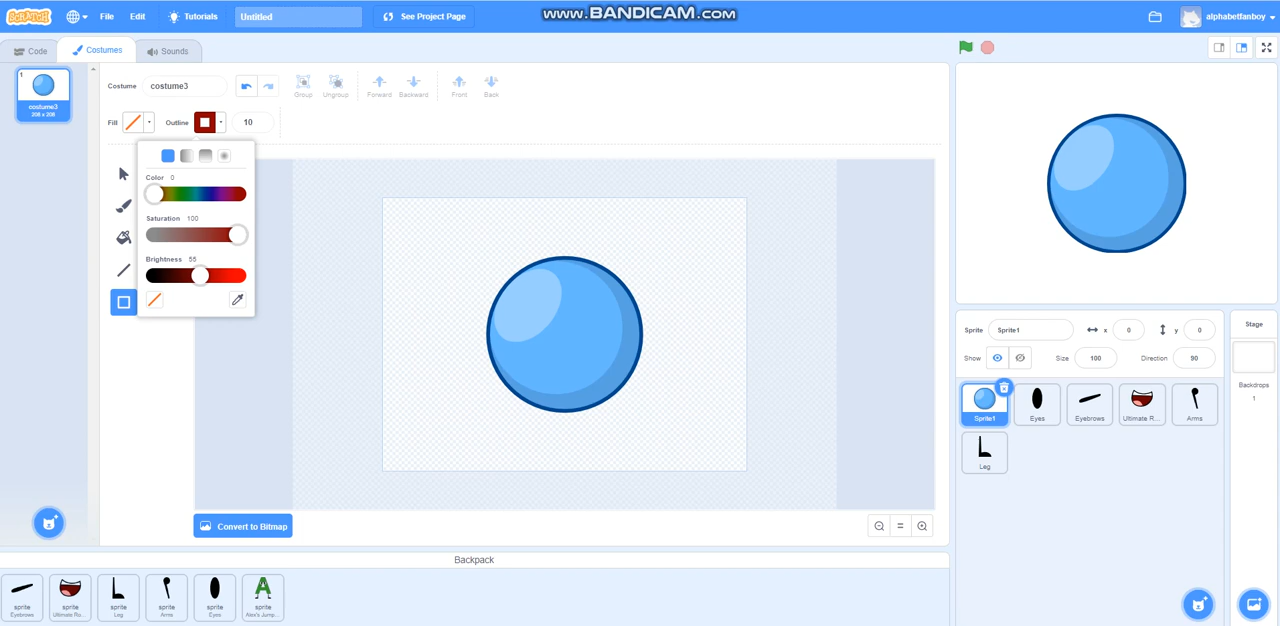 SCRATCH File Edit Tutorials Untitled See Project Page www.BANDICAM.com alphabetfanboy
Code Costumes Sounds
1
costume3
208 x 208
Costume costume3 Group Ungroup Forward Backward Front Back
Fill Outline 10
Color 0
Saturation 100
Brightness 55
Convert to Bitmap
Sprite Sprite1 x 0 y 0
Show Size 100 Direction 90
Stage
Backdrops
1
Sprite1 Eyes Eyebrows Ultimate R... Arms
Leg
Backpack
sprite sprite sprite sprite sprite sprite
Eyebrows Ultimate Ro... Leg Arms Eyes Alex's Jump...